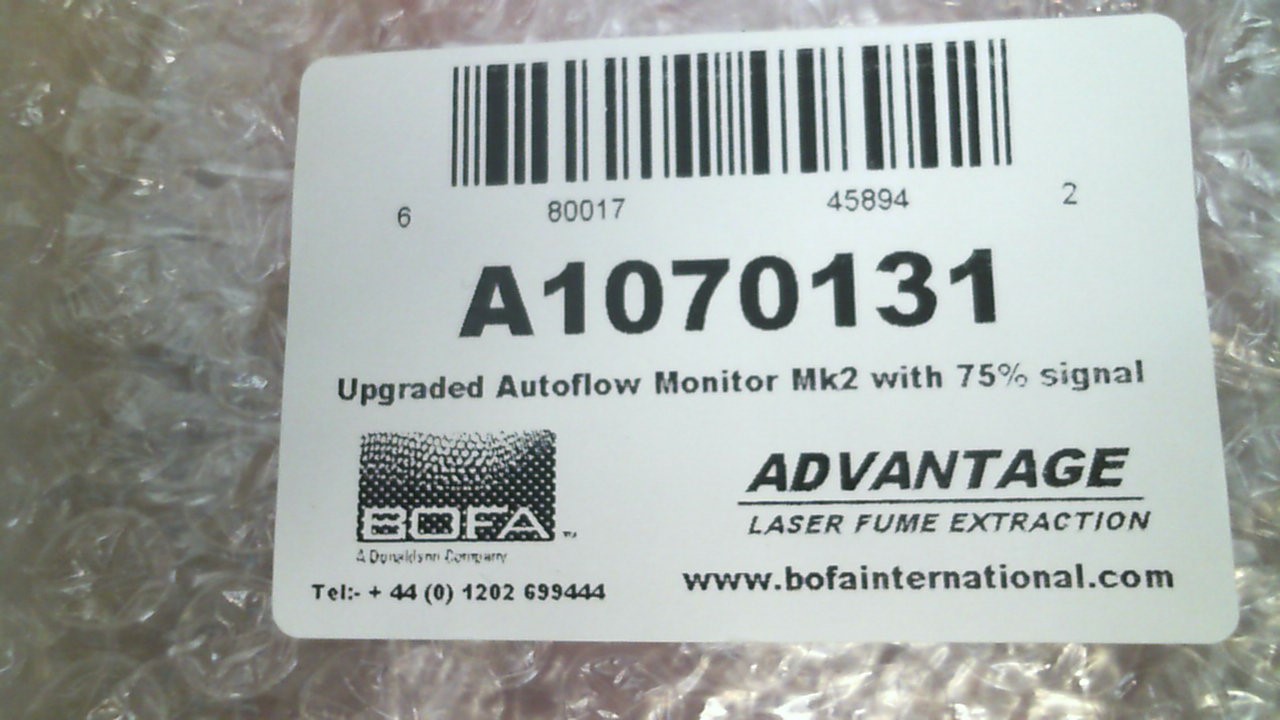 6 80017 45894 2
A1070131
Upgraded Autoflow Monitor Mk2 with 75% signal
BOFA™
A Donaldson Company
Tel:- + 44 (0) 1202 699444
ADVANTAGE
LASER FUME EXTRACTION
www.bofainternational.com